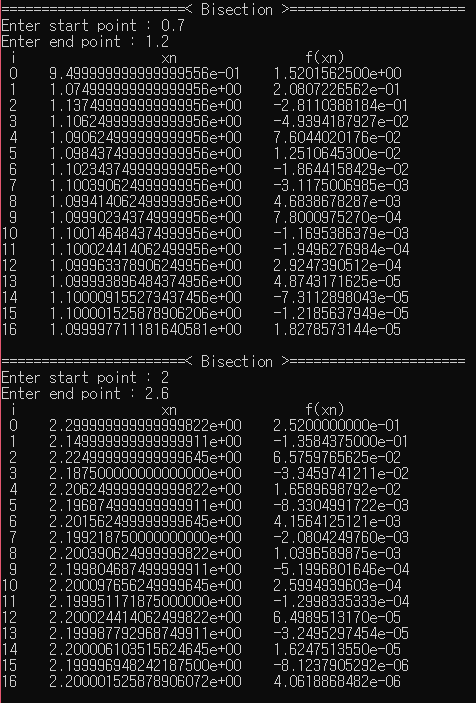 =======================< Bisection >======================
Enter start point : 0.7
Enter end point : 1.2
i xn f(xn)
0 9.499999999999999556e-01 1.5201562500e+00
1 1.074999999999999956e+00 2.0807226562e-01
2 1.137499999999999956e+00 -2.8110388184e-01
3 1.106249999999999956e+00 -4.9394187927e-02
4 1.090624999999999956e+00 7.6044020176e-02
5 1.098437499999999956e+00 1.2510645300e-02
6 1.102343749999999956e+00 -1.8644158429e-02
7 1.100390624999999956e+00 -3.1175006985e-03
8 1.099414062499999956e+00 4.6838678287e-03
9 1.099902343749999956e+00 7.8000975270e-04
10 1.100146484374999956e+00 -1.1695386379e-03
11 1.100024414062499956e+00 -1.9496276984e-04
12 1.099963378906249956e+00 2.9247390512e-04
13 1.099993896484374956e+00 4.8743171625e-05
14 1.100009155273437456e+00 -7.3112898043e-05
15 1.100001525878906206e+00 -1.2185637949e-05
16 1.099997711181640581e+00 1.8278573144e-05
=======================< Bisection >======================
Enter start point : 2
Enter end point : 2.6
i xn f(xn)
0 2.299999999999999822e+00 2.5200000000e-01
1 2.149999999999999911e+00 -1.3584375000e-01
2 2.224999999999999645e+00 6.5759765625e-02
3 2.187500000000000000e+00 -3.3459741211e-02
4 2.206249999999999822e+00 1.6589698792e-02
5 2.196874999999999911e+00 -8.3304991722e-03
6 2.201562499999999645e+00 4.1564125121e-03
7 2.199218750000000000e+00 -2.0804249760e-03
8 2.200390624999999822e+00 1.0396589875e-03
9 2.199804687499999911e+00 -5.1996801646e-04
10 2.200097656249999645e+00 2.5994939603e-04
11 2.199951171875000000e+00 -1.2998335333e-04
12 2.200024414062499822e+00 6.4989513170e-05
13 2.199987792968749911e+00 -3.2495297454e-05
14 2.200006103515624645e+00 1.6247513550e-05
15 2.199996948242187500e+00 -8.1237905292e-06
16 2.200001525878906072e+00 4.0618868482e-06